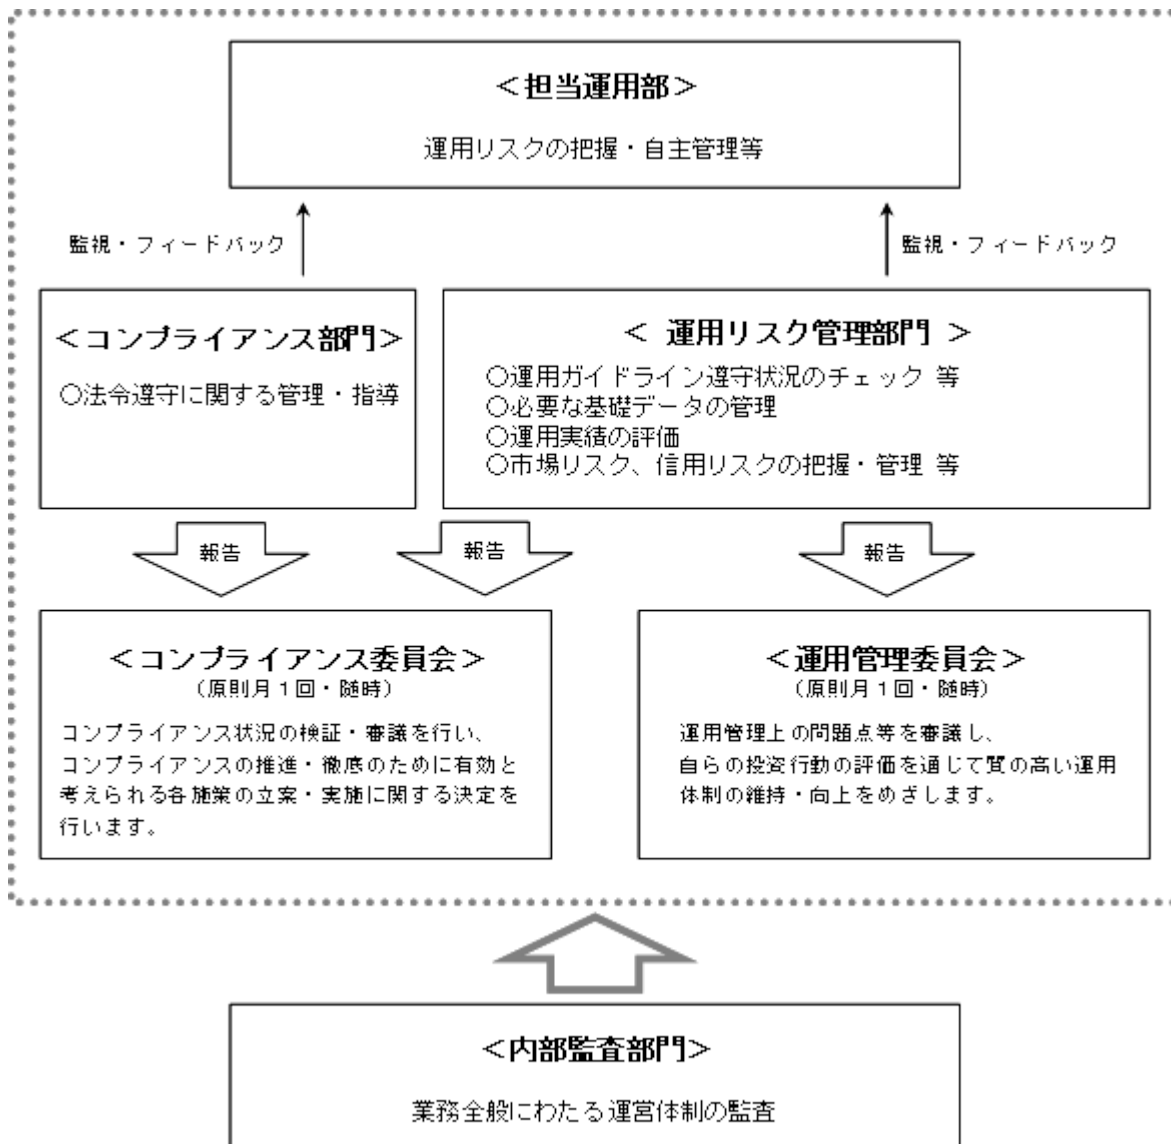 ＜担当運用部＞
運用リスクの把握・自主管理等
監視・フィードバック
監視・フィードバック
＜コンプライアンス部門＞
○法令遵守に関する管理・指導
＜ 運用リスク管理部門 ＞
○運用ガイドライン遵守状況のチェック 等
○必要な基礎データの管理
○運用実績の評価
○市場リスク、信用リスクの把握・管理 等
報告
報告
報告
＜コンプライアンス委員会＞
（原則月１回・随時）
コンプライアンス状況の検証・審議を行い、
コンプライアンスの推進・徹底のために有効と
考えられる各施策の立案・実施に関する決定を
行います。
＜運用管理委員会＞
（原則月１回・随時）
運用管理上の問題点等を審議し、
自らの投資行動の評価を通じて質の高い運用
体制の維持・向上をめざします。
＜内部監査部門＞
業務全般にわたる運営体制の監査